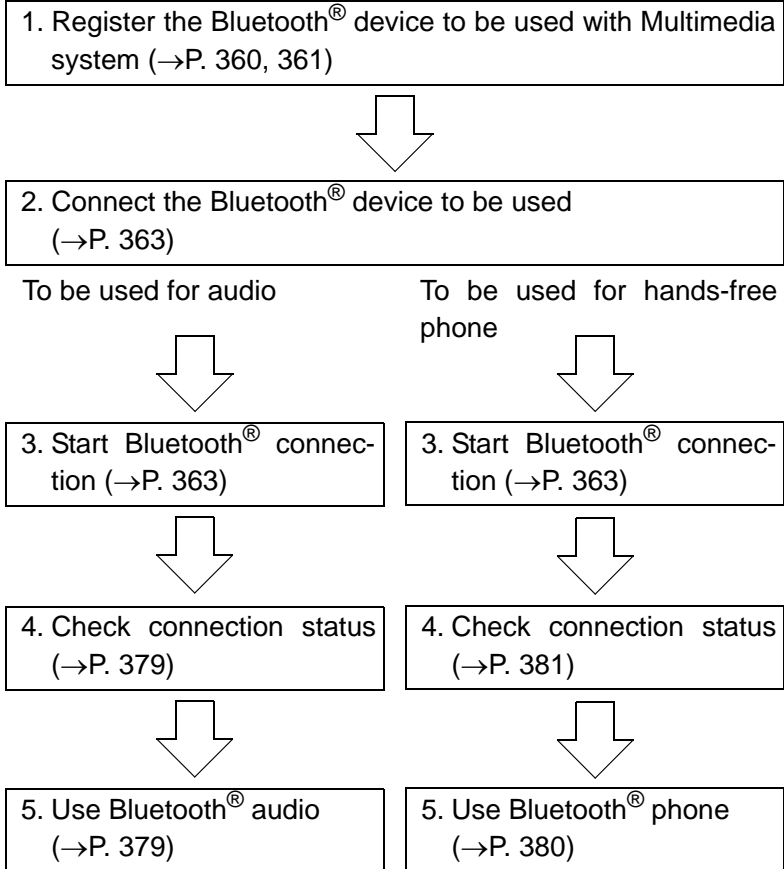 1. Register the Bluetooth® device to be used with Multimedia
system (→P. 360, 361)
2. Connect the Bluetooth® device to be used
(→P. 363)
To be used for audio
To be used for hands-free
phone
3. Start Bluetooth® connec-
tion (→P. 363)
3. Start Bluetooth® connec-
tion (→P. 363)
4. Check connection status
(→P. 379)
4. Check connection status
(→P. 381)
5. Use Bluetooth® audio
(→P. 379)
5. Use Bluetooth® phone
(→P. 380)